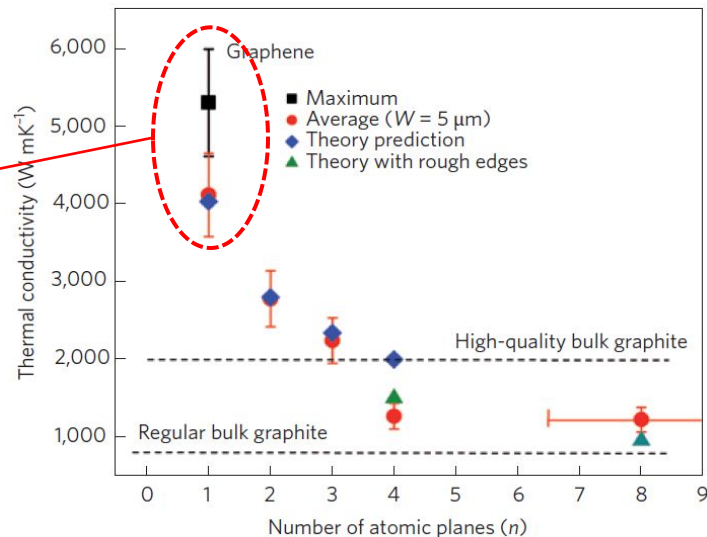 6,000
5,000
4,000
3,000
2,000
1,000
Thermal conductivity (W mK⁻¹)
Graphene
Maximum
Average (W = 5 μm)
Theory prediction
Theory with rough edges
High-quality bulk graphite
Regular bulk graphite
0 1 2 3 4 5 6 7 8 9
Number of atomic planes (n)